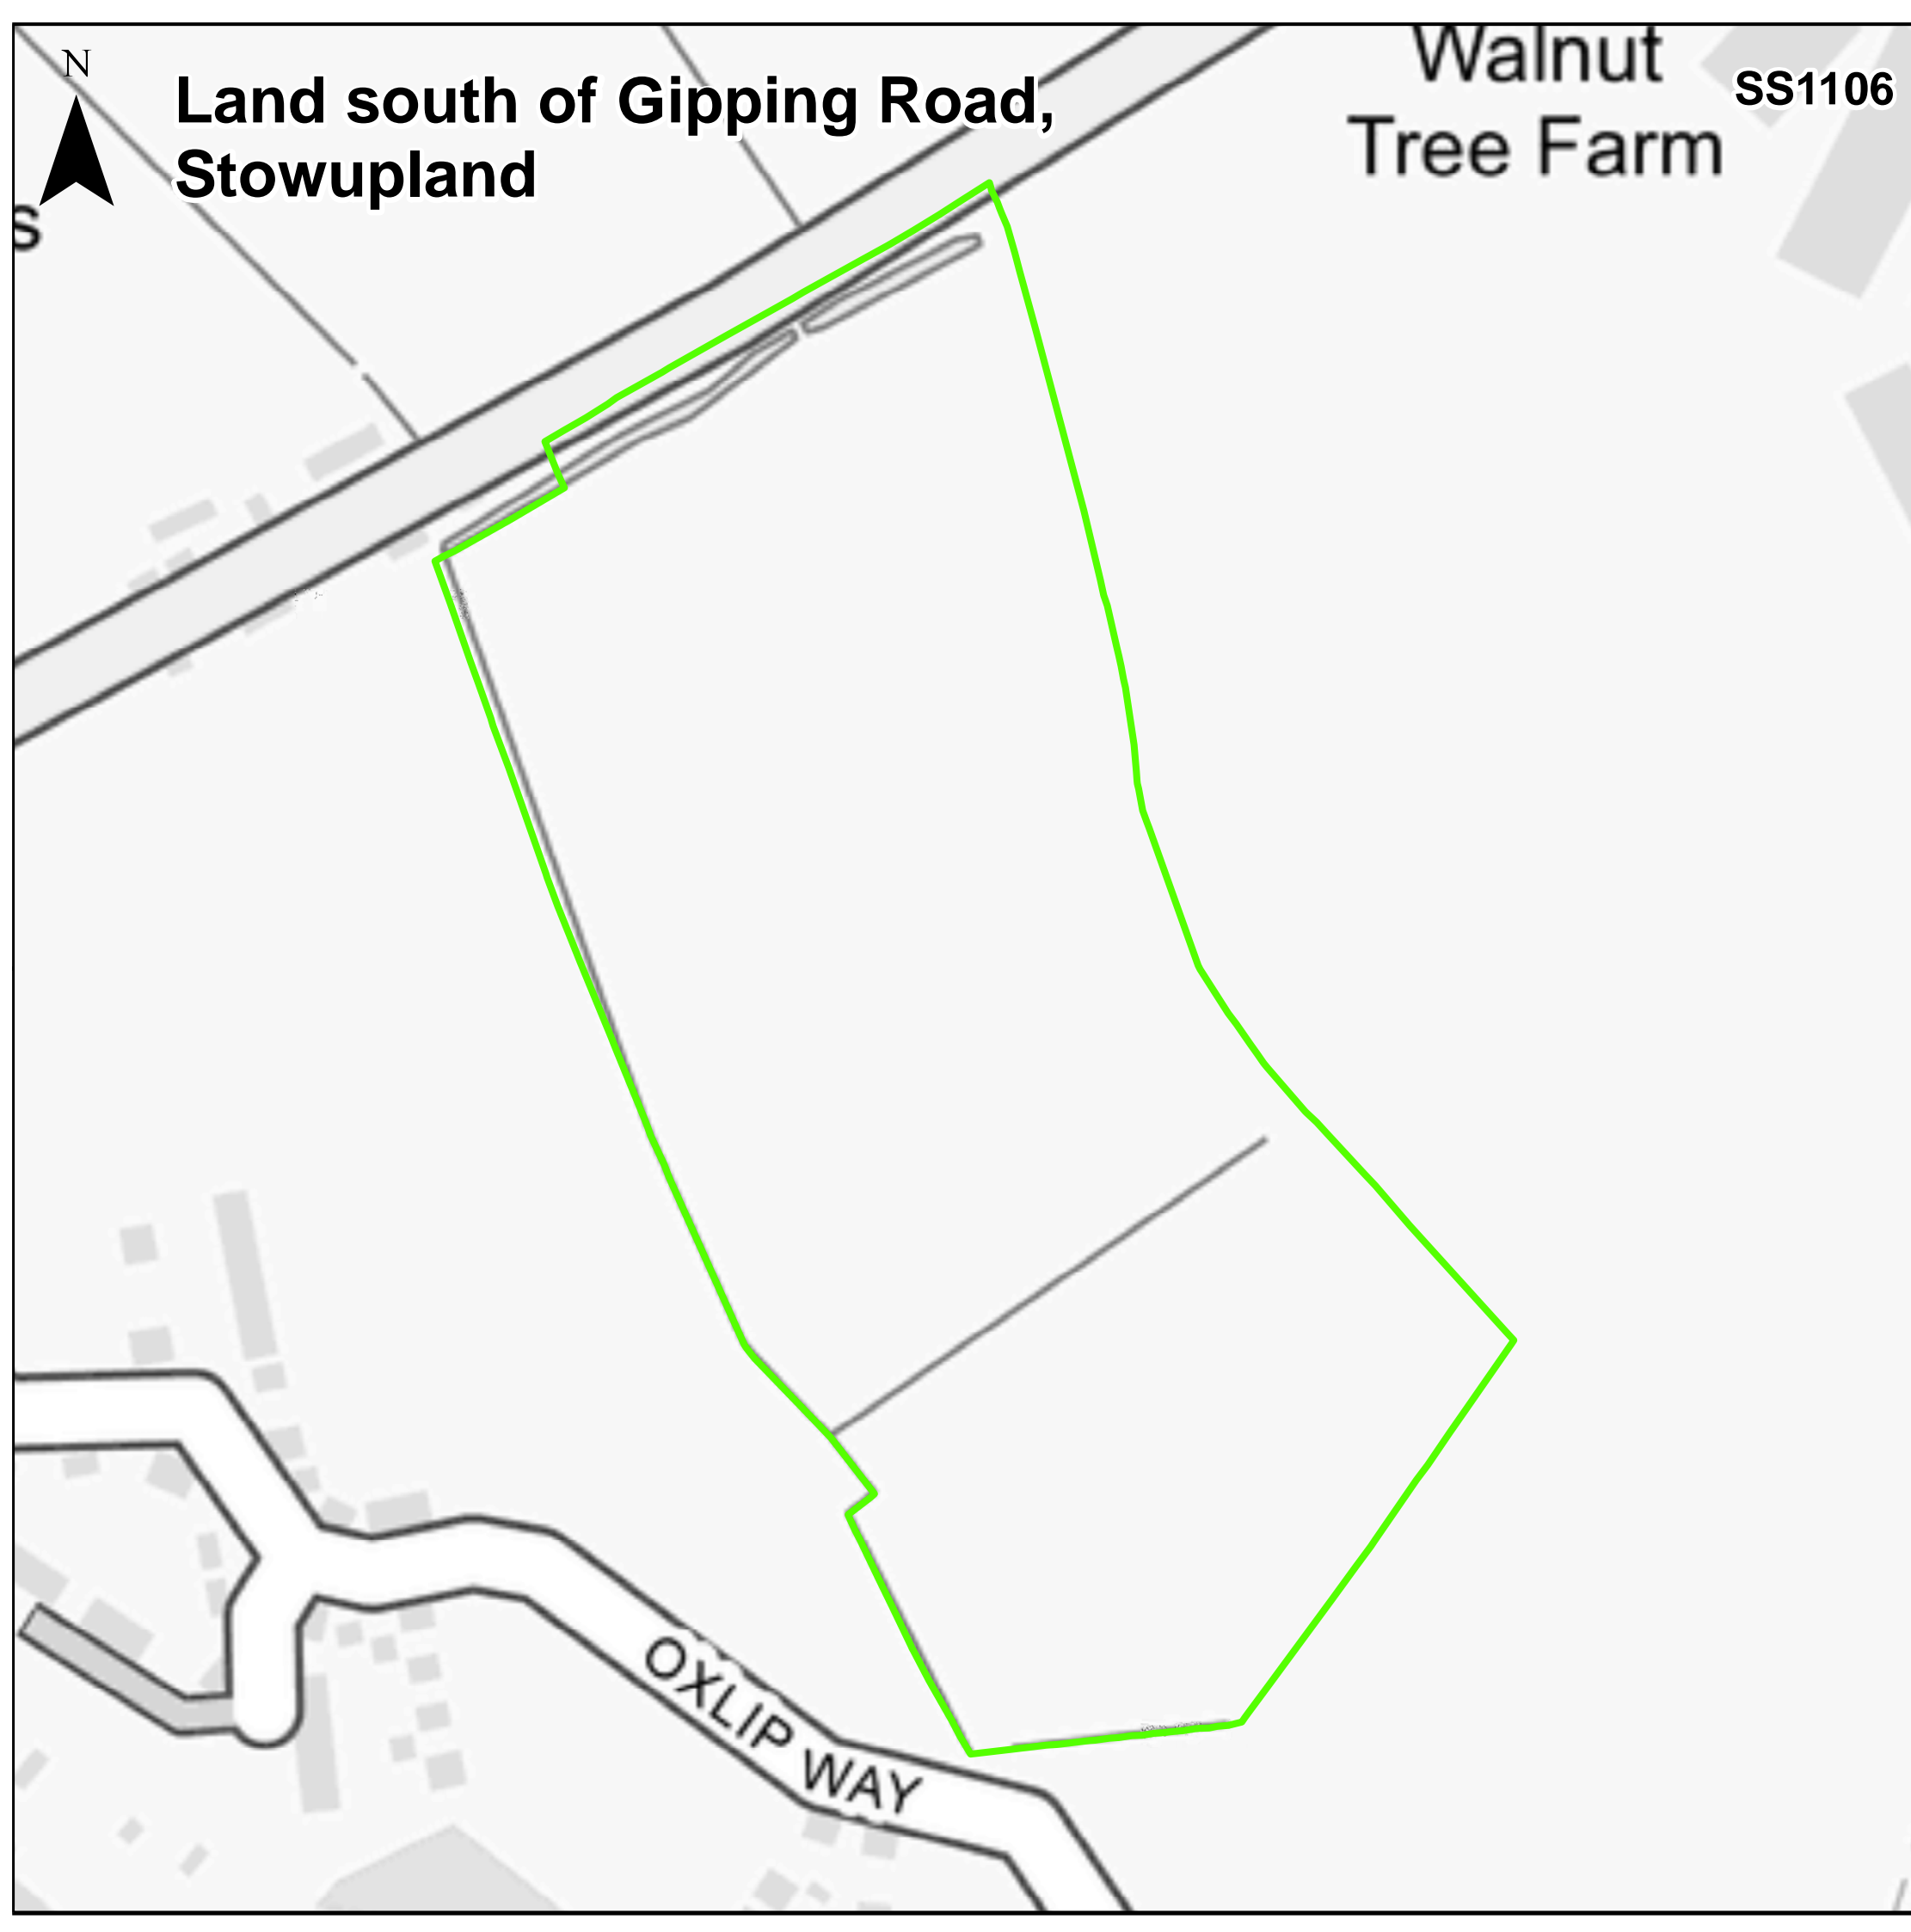 N
Land south of Gipping Road,
Stowupland
SS1106
Walnut
Tree Farm
s
OXLIP WAY